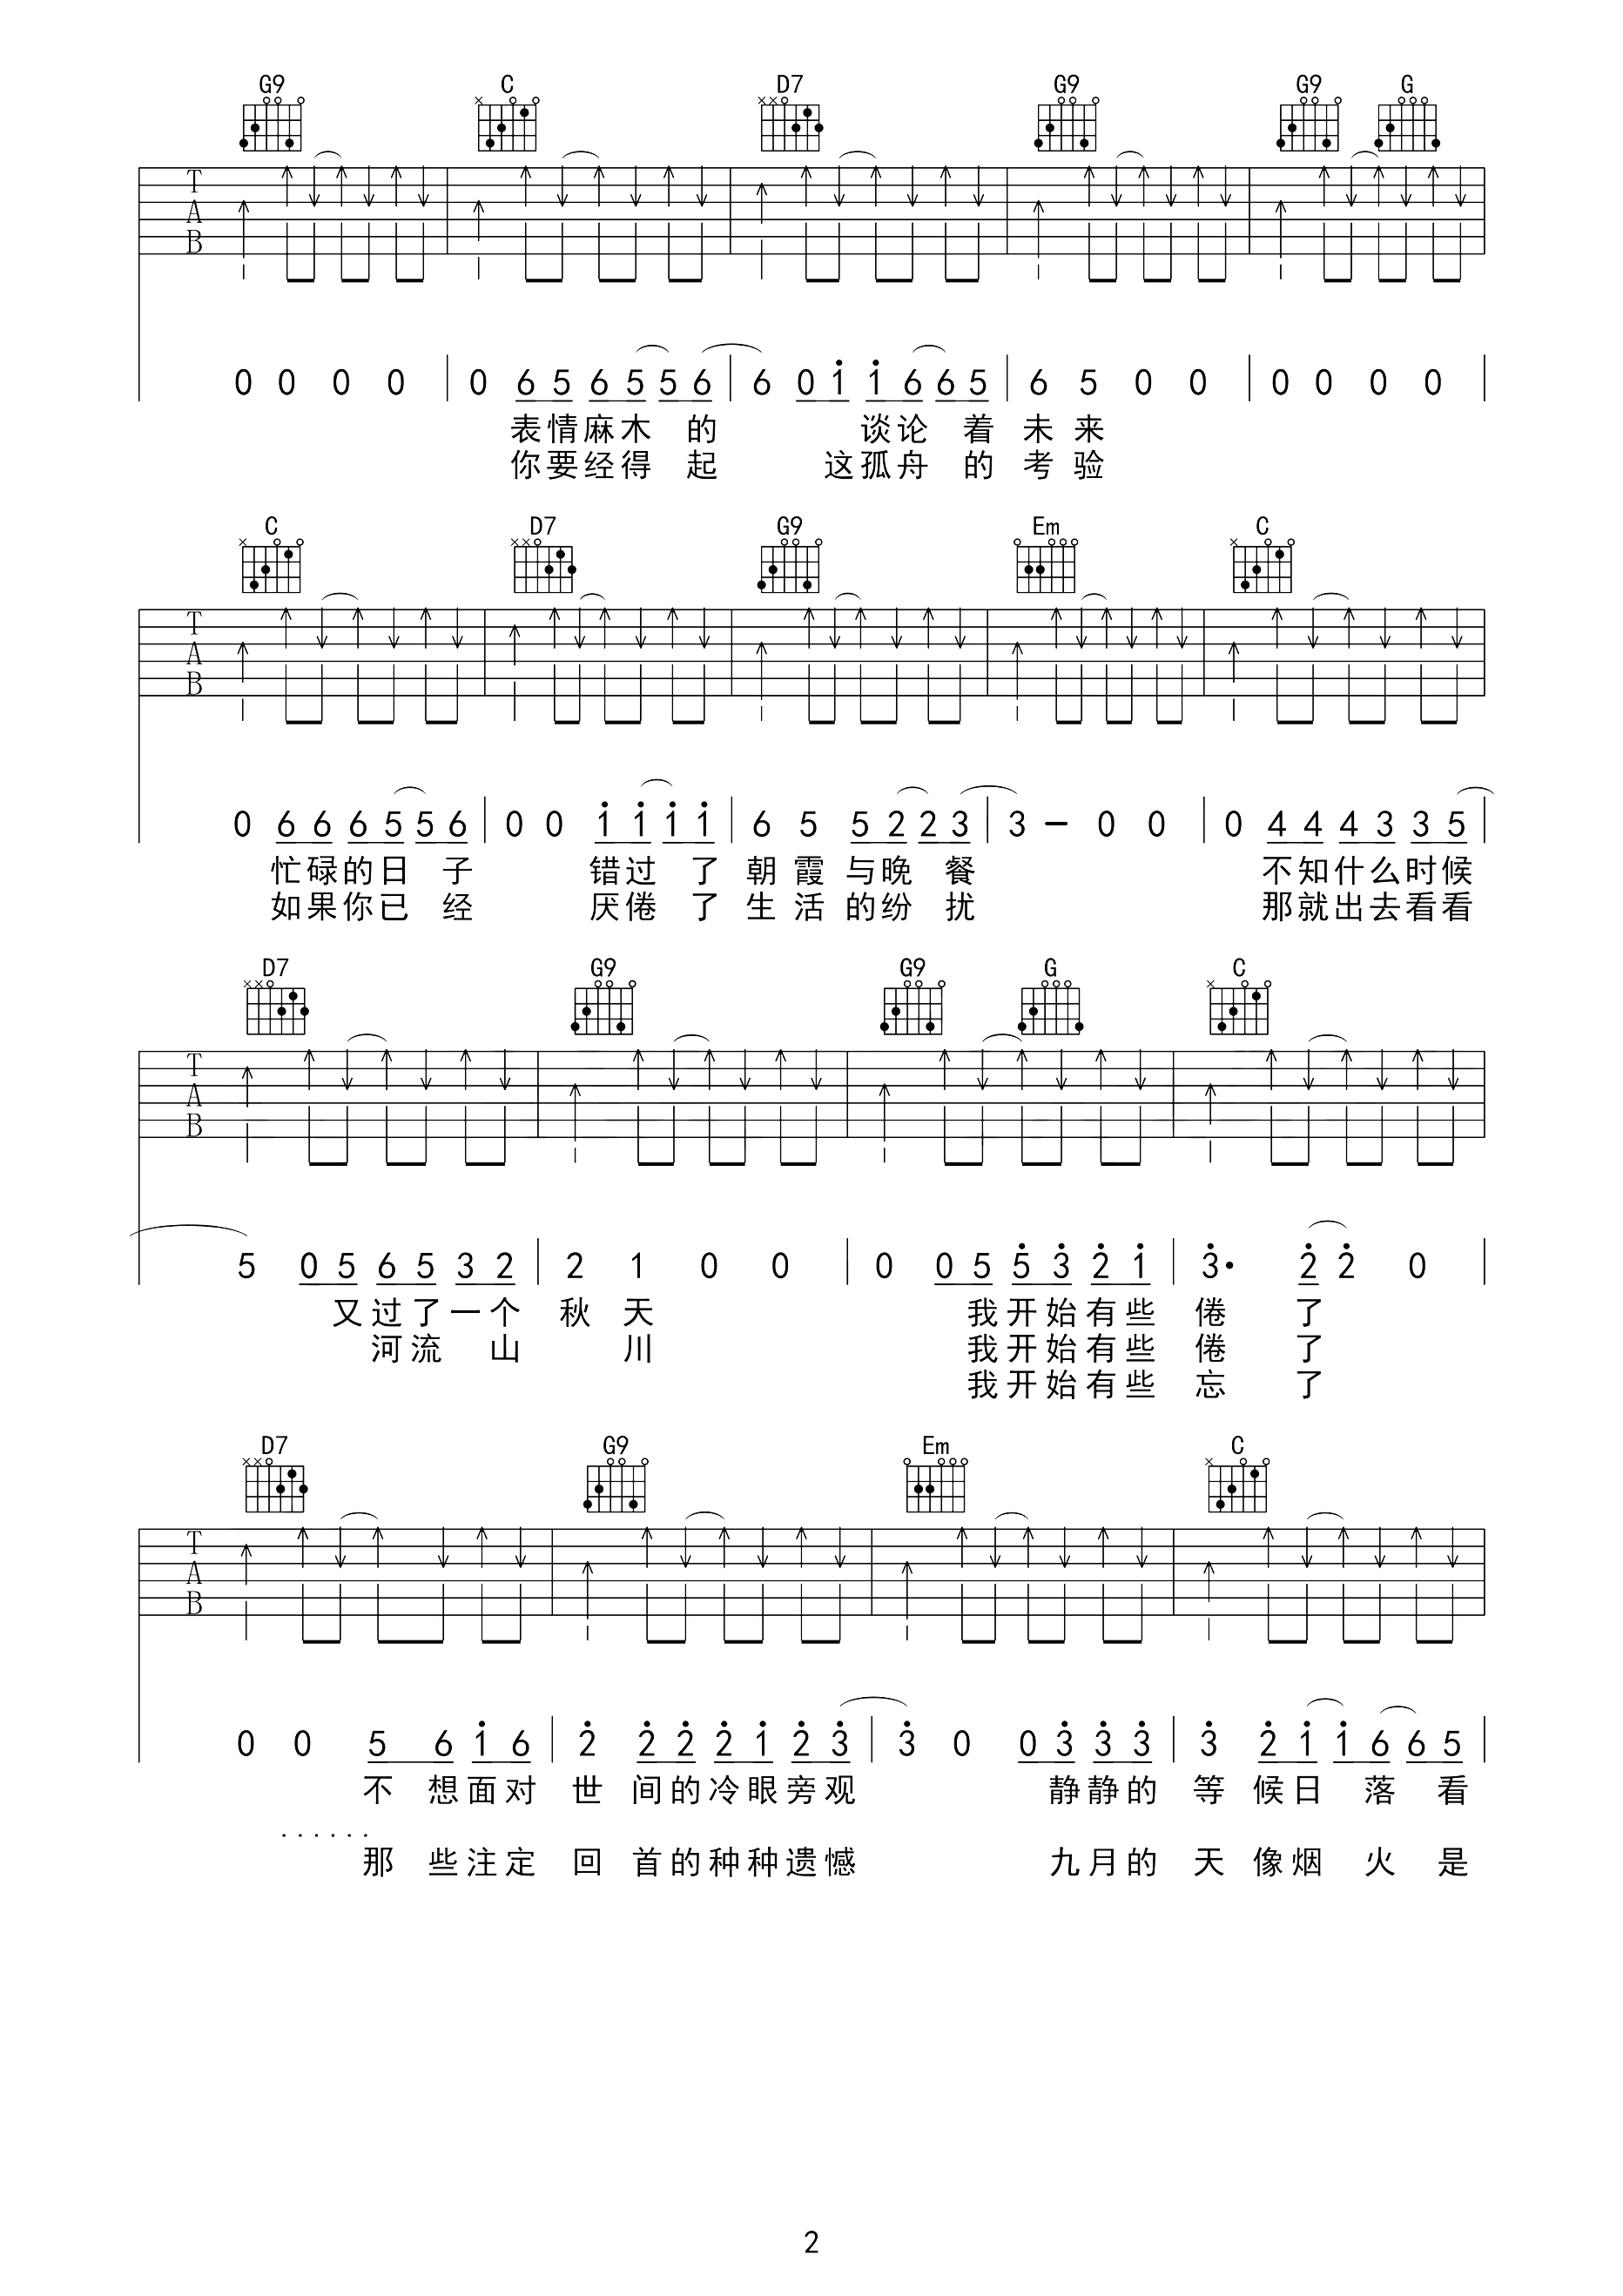 G9 C D7 G9 G9 G
T
A
B
0 0 0 0 | 0 6 5 6 5 5 6 | 6 0 1 1 6 6 5 | 6 5 0 0 | 0 0 0 0 |
表情麻木 的 谈论 着 未 来
你要经得 起 这孤舟 的 考 验
C D7 G9 Em C
T
A
B
0 6 6 6 5 5 6 | 0 0 1 1 1 1 | 6 5 5 2 2 3 | 3 – 0 0 | 0 4 4 4 3 3 5 |
忙碌的日 子 错过 了 朝 霞 与晚 餐 不知什么时候
如果你已 经 厌倦 了 生 活 的纷 扰 那就出去看看
D7 G9 G9 G C
T
A
B
5 0 5 6 5 3 2 | 2 1 0 0 | 0 0 5 5 3 2 1 | 3· 2 2 0 |
又过了一个 秋 天 我开始有些 倦 了
河流 山 川 我开始有些 倦 了
我开始有些 忘 了
D7 G9 Em C
T
A
B
0 0 5 6 1 6 | 2 2 2 2 1 2 3 | 3 0 0 3 3 3 | 3 2 1 1 6 6 5 |
不 想面对 世 间的冷眼旁观 静静的 等 候日 落 看
······
那 些注定 回 首的种种遗憾 九月的 天 像烟 火 是
2